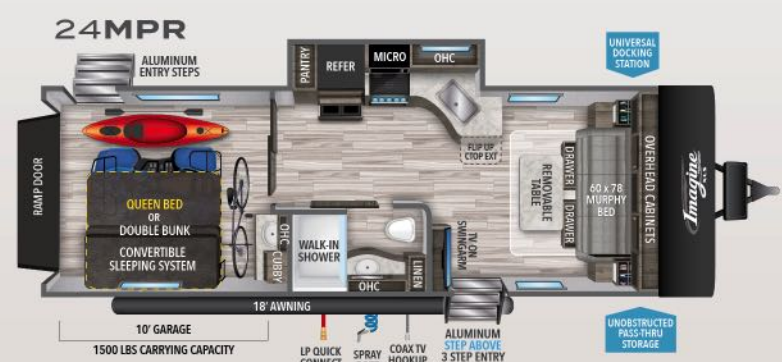 24MPR
ALUMINUM
ENTRY STEPS
PANTRY
REFER
MICRO
OHC
UNIVERSAL
DOCKING
STATION
RAMP DOOR
QUEEN BED
OR
DOUBLE BUNK
CONVERTIBLE
SLEEPING SYSTEM
OHC
CUBBY
WALK-IN
SHOWER
OHC
LINEN
TV ON
SWINGARM
FLIP UP
CTOP EXT
REMOVABLE
TABLE
DRAWER
DRAWER
60 x 78
MURPHY
BED
OVERHEAD CABINETS
Imagine
XLS
18' AWNING
10' GARAGE
1500 LBS CARRYING CAPACITY
LP QUICK
CONNECT
SPRAY
COAX TV
HOOKUP
ALUMINUM
STEP ABOVE
3 STEP ENTRY
UNOBSTRUCTED
PASS-THRU
STORAGE